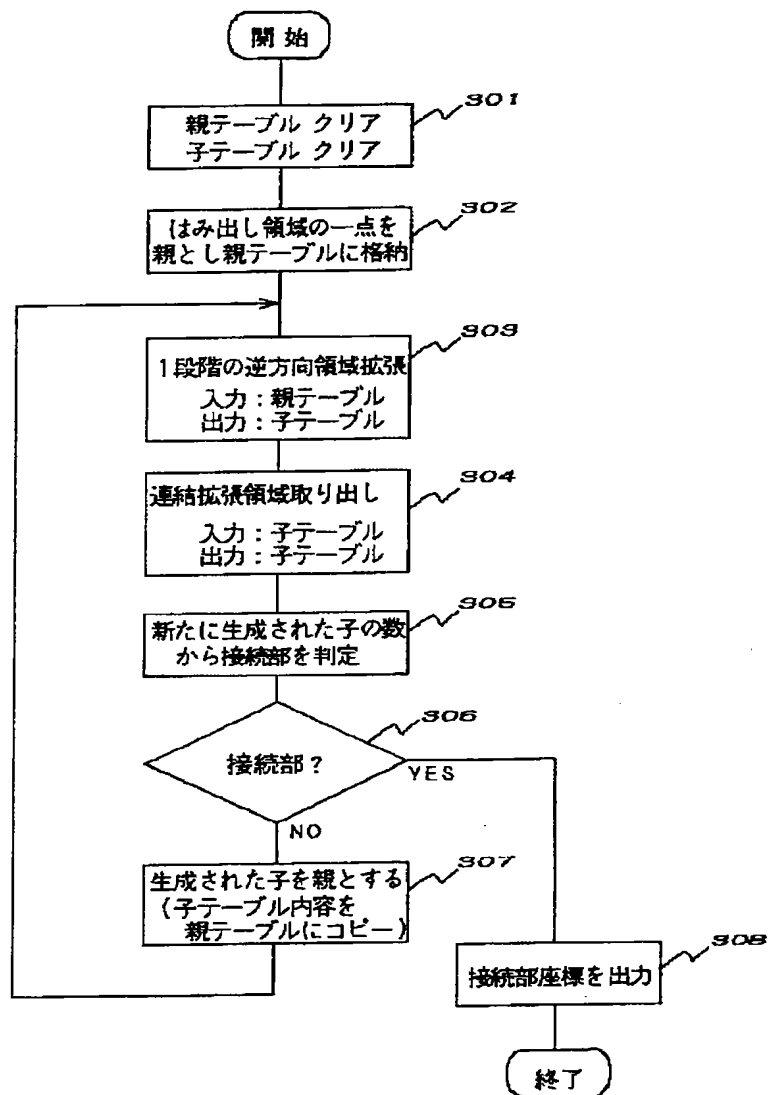 開始
301
親テーブル クリア
子テーブル クリア
302
はみ出し領域の一点を
親とし親テーブルに格納
303
1段階の逆方向領域拡張
入力：親テーブル
出力：子テーブル
304
連結拡張領域取り出し
入力：子テーブル
出力：子テーブル
305
新たに生成された子の数
から接続部を判定
306
接続部？
YES
NO
307
生成された子を親とする
(子テーブル内容を
親テーブルにコピー)
308
接続部座標を出力
終了